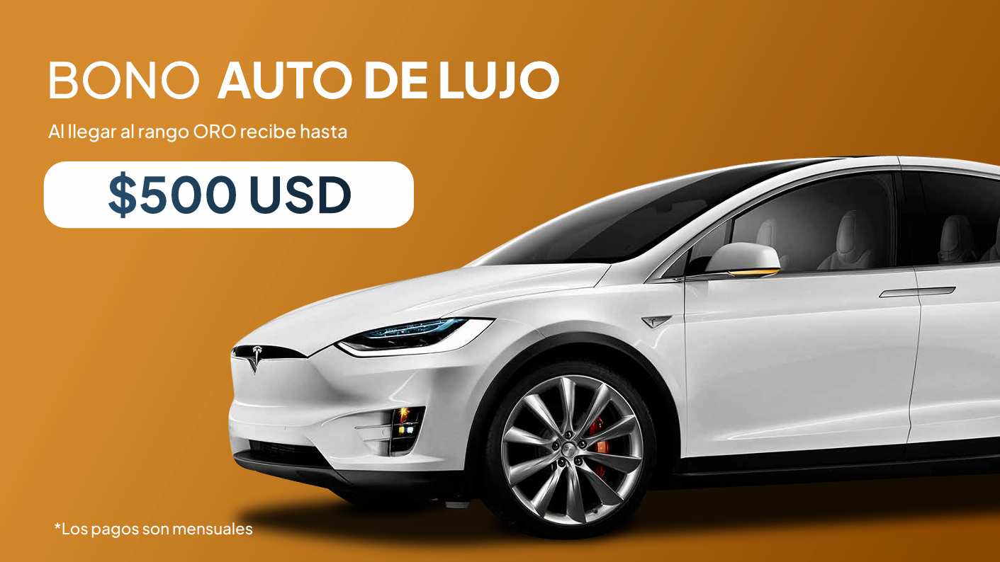 BONO AUTO DE LUJO
Al llegar al rango ORO recibe hasta
$500 USD
*Los pagos son mensuales